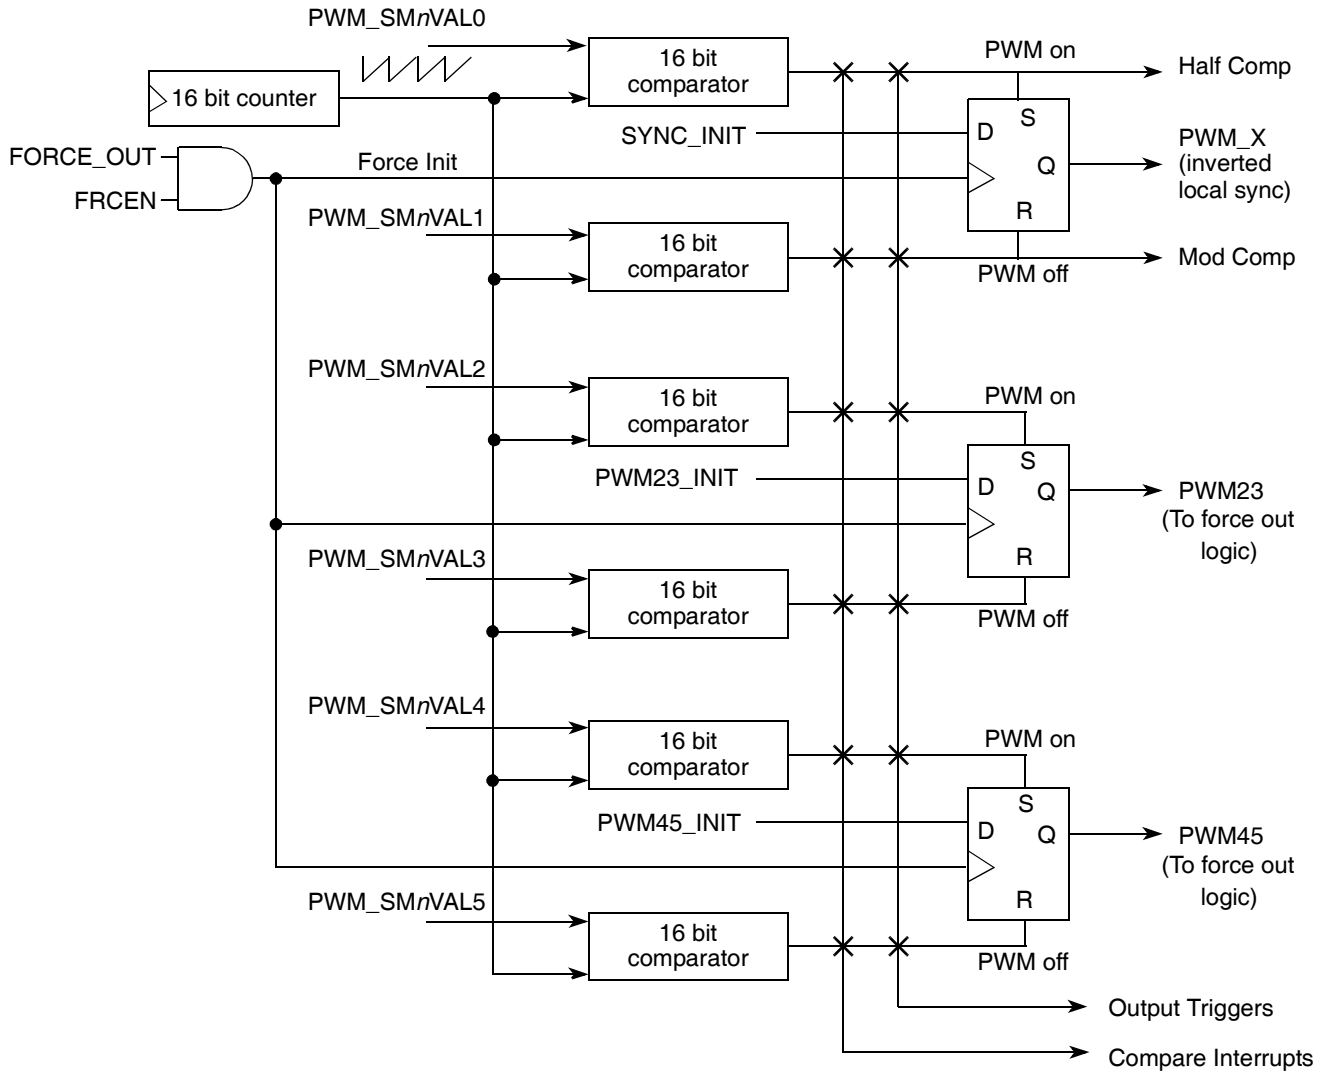 PWM_SMnVAL0
16 bit
comparator
PWM on
Half Comp
16 bit counter
S
SYNC_INIT
D
PWM_X
(inverted
local sync)
FORCE_OUT
Force Init
Q
FRCEN
R
PWM_SMnVAL1
16 bit
comparator
Mod Comp
PWM off
PWM_SMnVAL2
16 bit
comparator
PWM on
S
PWM23_INIT
D
Q
PWM23
(To force out
logic)
PWM_SMnVAL3
R
16 bit
comparator
PWM off
PWM_SMnVAL4
16 bit
comparator
PWM on
S
PWM45_INIT
D
Q
PWM45
(To force out
logic)
PWM_SMnVAL5
R
16 bit
comparator
PWM off
Output Triggers
Compare Interrupts